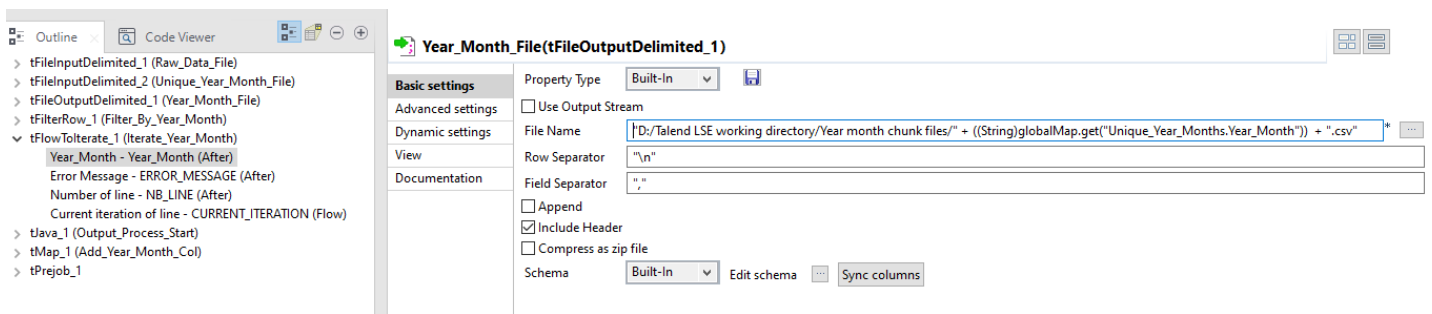 Outline
Code Viewer
tFileInputDelimited_1 (Raw_Data_File)
tFileInputDelimited_2 (Unique_Year_Month_File)
tFileOutputDelimited_1 (Year_Month_File)
tFilterRow_1 (Filter_By_Year_Month)
tFlowToIterate_1 (Iterate_Year_Month)
Year_Month - Year_Month (After)
Error Message - ERROR_MESSAGE (After)
Number of line - NB_LINE (After)
Current iteration of line - CURRENT_ITERATION (Flow)
tJava_1 (Output_Process_Start)
tMap_1 (Add_Year_Month_Col)
tPrejob_1
Year_Month_File(tFileOutputDelimited_1)
Basic settings
Advanced settings
Dynamic settings
View
Documentation
Property Type Built-In
Use Output Stream
File Name "D:/Talend LSE working directory/Year month chunk files/" + ((String)globalMap.get("Unique_Year_Months.Year_Month")) + ".csv" * ...
Row Separator "\n"
Field Separator ","
Append
Include Header
Compress as zip file
Schema Built-In Edit schema ... Sync columns